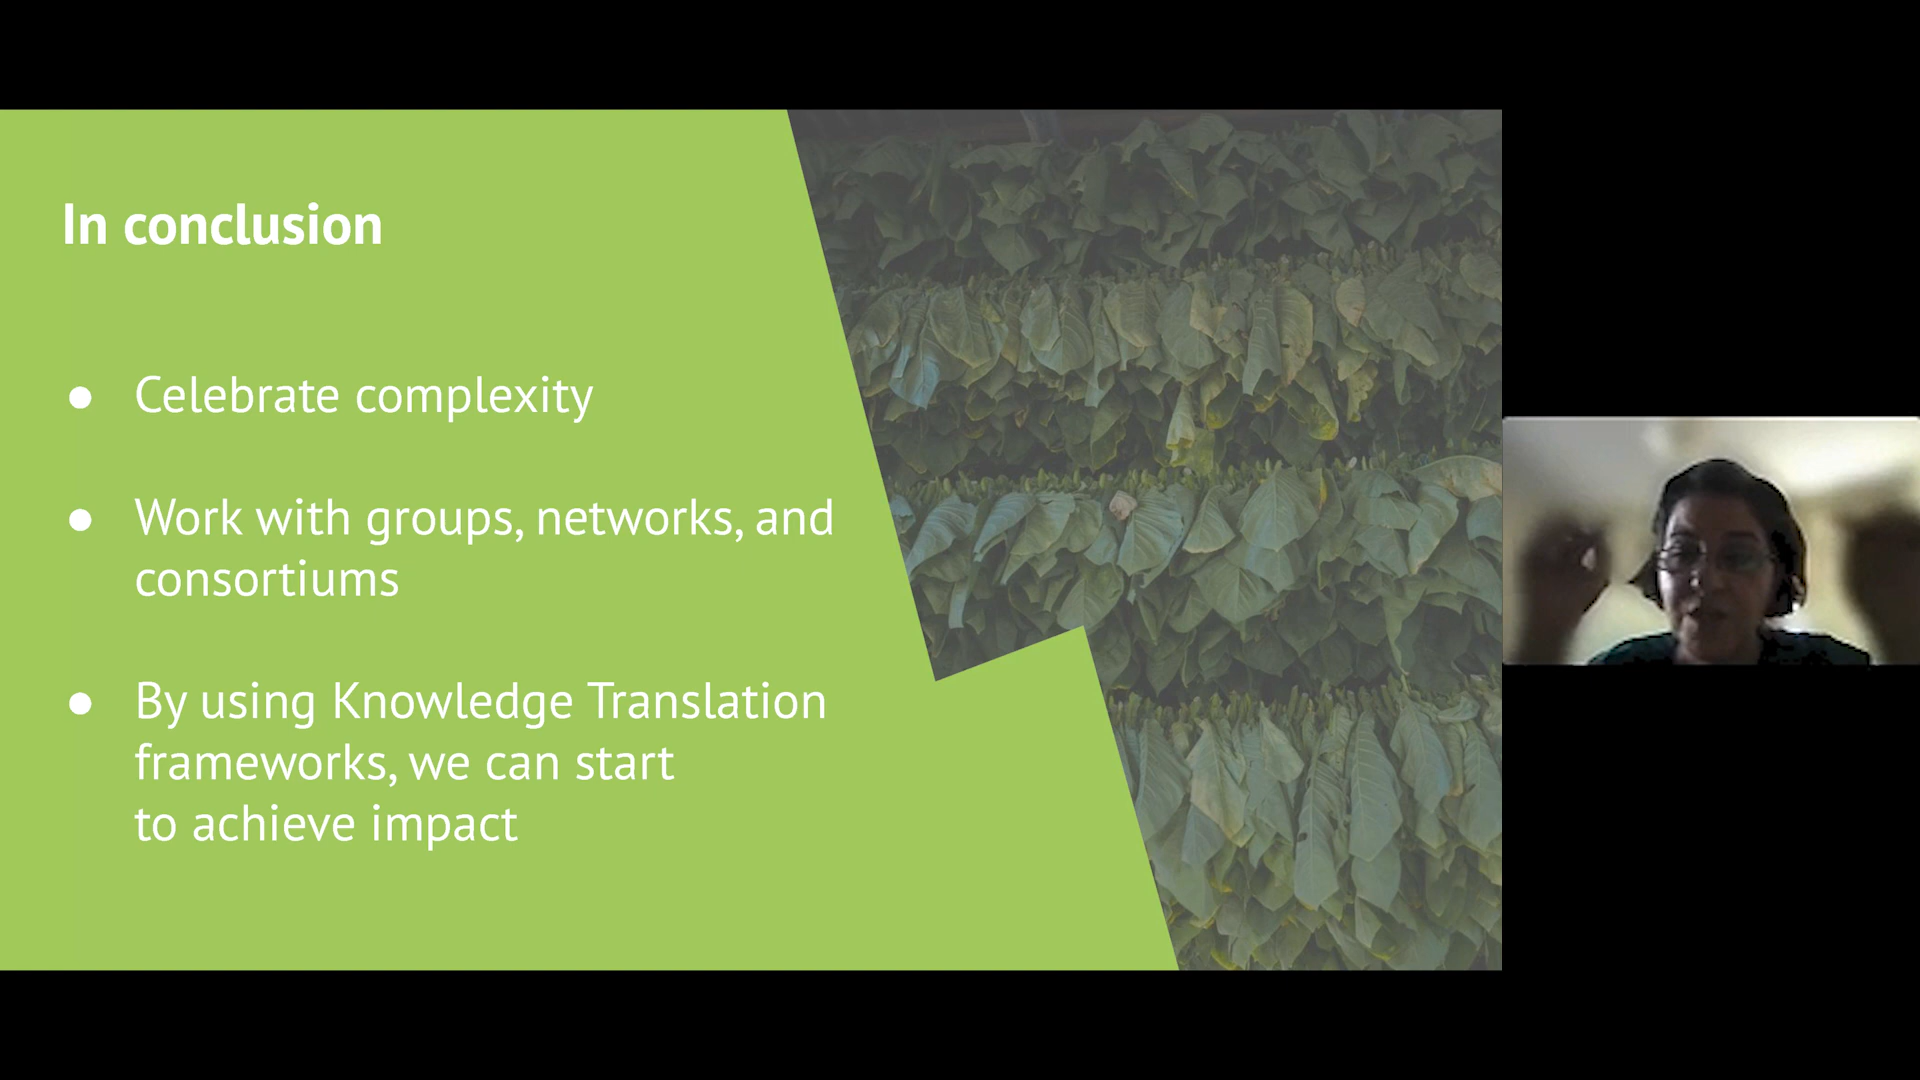 In conclusion
● Celebrate complexity
● Work with groups, networks, and
consortiums
● By using Knowledge Translation
frameworks, we can start
to achieve impact